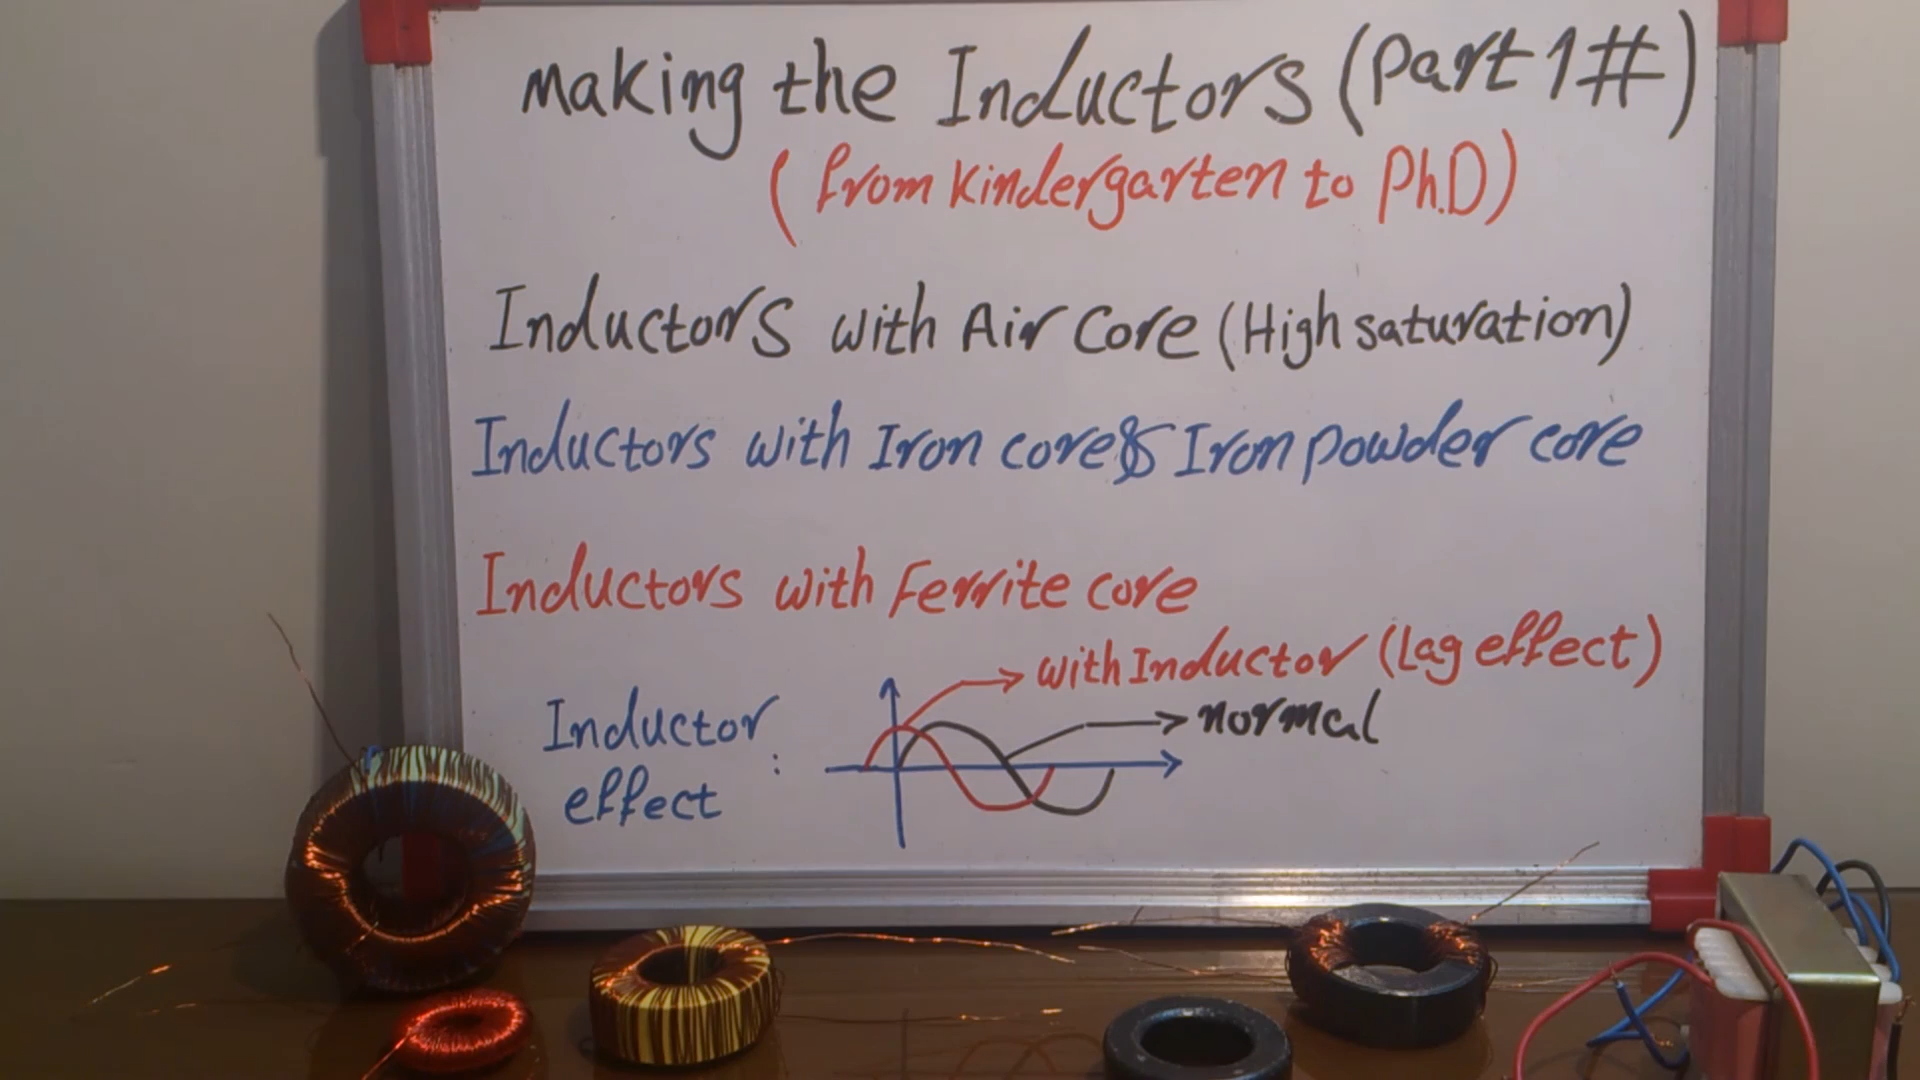 Making the Inductors (Part 1#)
(from Kindergarten to Ph.D)
Inductors with Air Core (High saturation)
Inductors with Iron core & Iron powder core
Inductors with Ferrite core
with Inductor (Lag effect)
normal
Inductor
effect :